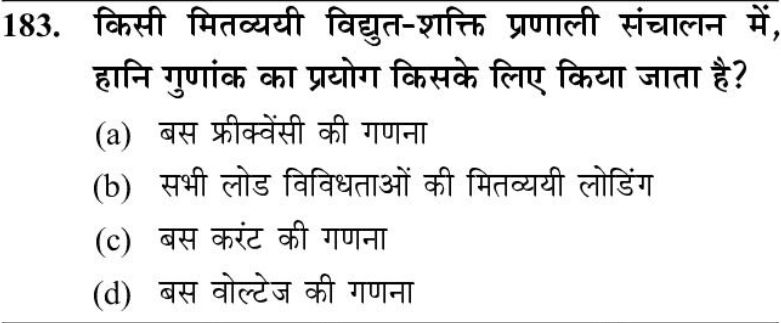 183. किसी मितव्ययी विद्युत-शक्ति प्रणाली संचालन में,
हानि गुणांक का प्रयोग किसके लिए किया जाता है?
(a) बस फ्रीक्वेंसी की गणना
(b) सभी लोड विविधताओं की मितव्ययी लोडिंग
(c) बस करंट की गणना
(d) बस वोल्टेज की गणना